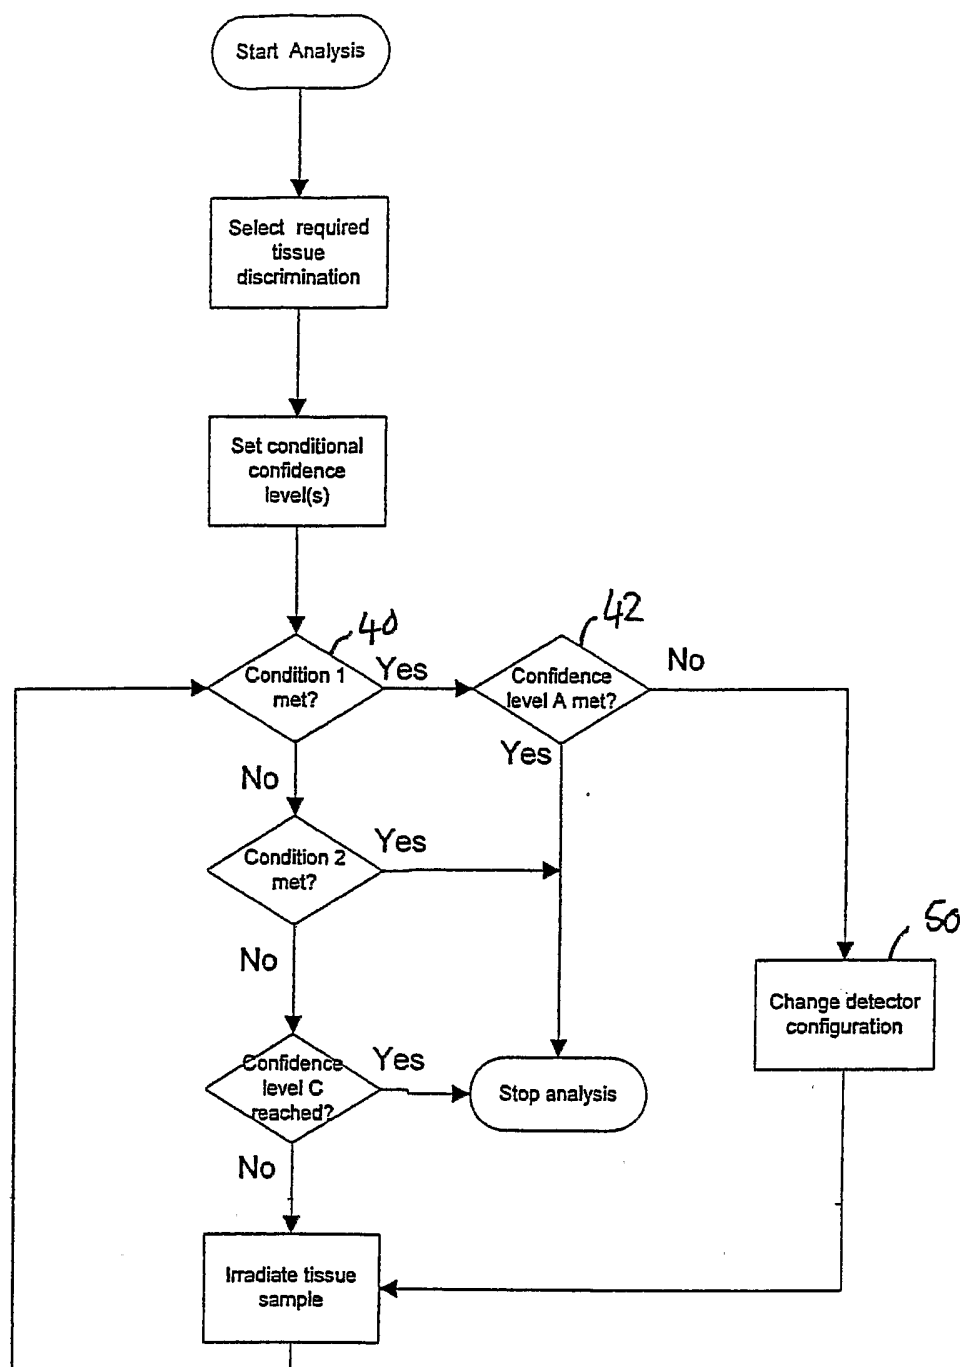 Start Analysis
Select required
tissue
discrimination
Set conditional
confidence
level(s)
40
42
Condition 1
met?
Yes
Confidence
level A met?
No
No
Yes
Condition 2
met?
Yes
No
50
Change detector
configuration
Confidence
level C
reached?
Yes
Stop analysis
No
Irradiate tissue
sample